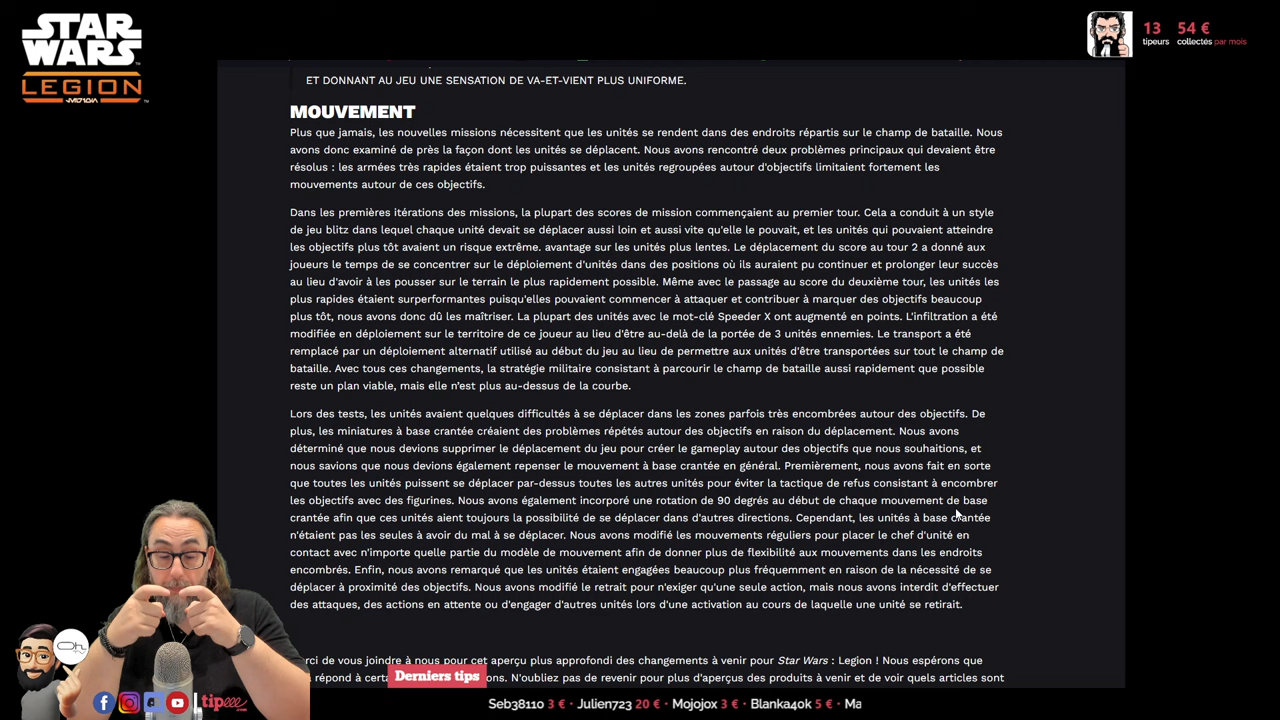 STAR
WARS
LEGION
13 54 €
tipeurs collectés par mois
ET DONNANT AU JEU UNE SENSATION DE VA-ET-VIENT PLUS UNIFORME.
MOUVEMENT
Plus que jamais, les nouvelles missions nécessitent que les unités se rendent dans des endroits répartis sur le champ de bataille. Nous
avons donc examiné de près la façon dont les unités se déplacent. Nous avons rencontré deux problèmes principaux qui devaient être
résolus : les armées très rapides étaient trop puissantes et les unités regroupées autour d'objectifs limitaient fortement les
mouvements autour de ces objectifs.
Dans les premières itérations des missions, la plupart des scores de mission commençaient au premier tour. Cela a conduit à un style
de jeu blitz dans lequel chaque unité devait se déplacer aussi loin et aussi vite qu'elle le pouvait, et les unités qui pouvaient atteindre
les objectifs plus tôt avaient un risque extrême. avantage sur les unités plus lentes. Le déplacement du score au tour 2 a donné aux
joueurs le temps de se concentrer sur le déploiement d'unités dans des positions où ils auraient pu continuer et prolonger leur succès
au lieu d'avoir à les pousser sur le terrain le plus rapidement possible. Même avec le passage au score du deuxième tour, les unités les
plus rapides étaient surperformantes puisqu'elles pouvaient commencer à attaquer et contribuer à marquer des objectifs beaucoup
plus tôt, nous avons donc dû les maîtriser. La plupart des unités avec le mot-clé Speeder X ont augmenté en points. L'infiltration a été
modifiée en déploiement sur le territoire de ce joueur au lieu d'être au-delà de la portée de 3 unités ennemies. Le transport a été
remplacé par un déploiement alternatif utilisé au début du jeu au lieu de permettre aux unités d'être transportées sur tout le champ de
bataille. Avec tous ces changements, la stratégie militaire consistant à parcourir le champ de bataille aussi rapidement que possible
reste un plan viable, mais elle n'est plus au-dessus de la courbe.
Lors des tests, les unités avaient quelques difficultés à se déplacer dans les zones parfois très encombrées autour des objectifs. De
plus, les miniatures à base crantée créaient des problèmes répétés autour des objectifs en raison du déplacement. Nous avons
déterminé que nous devions supprimer le déplacement du jeu pour créer le gameplay autour des objectifs que nous souhaitions, et
nous savions que nous devions également repenser le mouvement à base crantée en général. Premièrement, nous avons fait en sorte
que toutes les unités puissent se déplacer par-dessus toutes les autres unités pour éviter la tactique de refus consistant à encombrer
les objectifs avec des figurines. Nous avons également incorporé une rotation de 90 degrés au début de chaque mouvement de base
crantée afin que ces unités aient toujours la possibilité de se déplacer dans d'autres directions. Cependant, les unités à base crantée
n'étaient pas les seules à avoir du mal à se déplacer. Nous avons modifié les mouvements réguliers pour placer le chef d'unité en
contact avec n'importe quelle partie du modèle de mouvement afin de donner plus de flexibilité aux mouvements dans les endroits
encombrés. Enfin, nous avons remarqué que les unités étaient engagées beaucoup plus fréquemment en raison de la nécessité de se
déplacer à proximité des objectifs. Nous avons modifié le retrait pour n'exiger qu'une seule action, mais nous avons interdit d'effectuer
des attaques, des actions en attente ou d'engager d'autres unités lors d'une activation au cours de laquelle une unité se retirait.
de vous joindre à nous pour cet aperçu plus approfondi des changements à venir pour Star Wars : Legion ! Nous espérons que
répond à N'oubliez pas de revenir pour plus d'aperçus des produits à venir et de voir quels articles sont
Derniers tips
tipeee.com
Seb38110 3 € · Julien723 20 € · Mojojox 3 € · Blanka40k 5 € · Ma